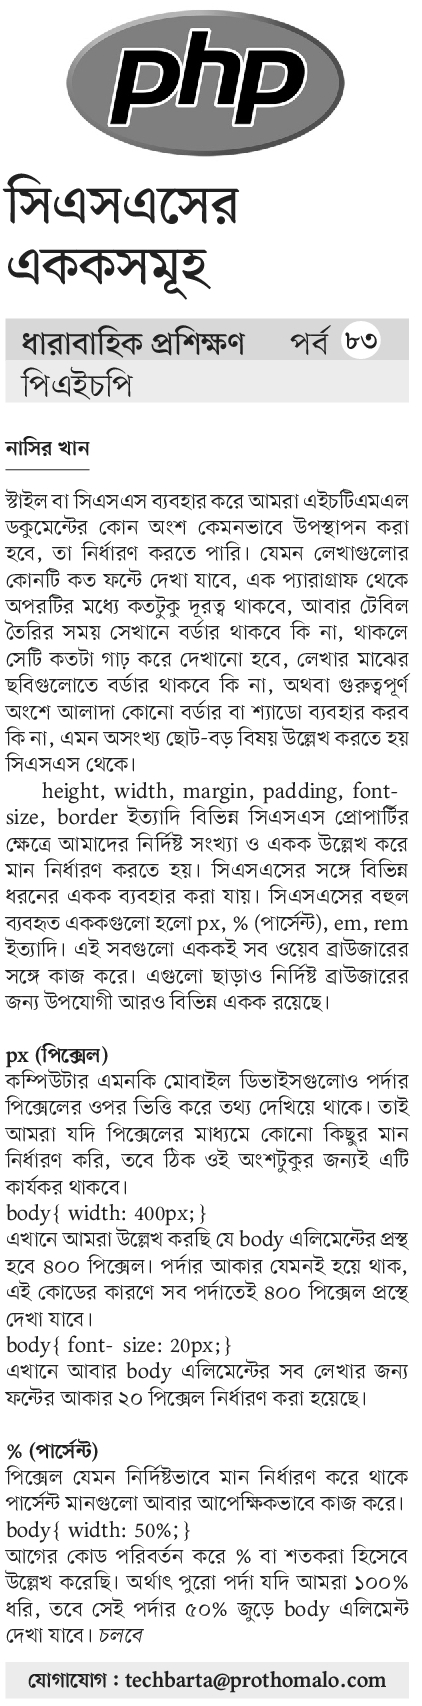 php
সিএসএসের
এককসমূহ
ধারাবাহিক প্রশিক্ষণ পর্ব ৮৩
পিএইচপি
নাসির খান
স্টাইল বা সিএসএস ব্যবহার করে আমরা এইচটিএমএল
ডকুমেন্টের কোন অংশ কেমনভাবে উপস্থাপন করা
হবে, তা নির্ধারণ করতে পারি। যেমন লেখাগুলোর
কোনটি কত ফন্টে দেখা যাবে, এক প্যারাগ্রাফ থেকে
অপরটির মধ্যে কতটুকু দূরত্ব থাকবে, আবার টেবিল
তৈরির সময় সেখানে বর্ডার থাকবে কি না, থাকলে
সেটি কতটা গাঢ় করে দেখানো হবে, লেখার মাঝের
ছবিগুলোতে বর্ডার থাকবে কি না, অথবা গুরুত্বপূর্ণ
অংশে আলাদা কোনো বর্ডার বা শ্যাডো ব্যবহার করব
কি না, এমন অসংখ্য ছোট-বড় বিষয় উল্লেখ করতে হয়
সিএসএস থেকে।
height, width, margin, padding, font-
size, border ইত্যাদি বিভিন্ন সিএসএস প্রোপার্টির
ক্ষেত্রে আমাদের নির্দিষ্ট সংখ্যা ও একক উল্লেখ করে
মান নির্ধারণ করতে হয়। সিএসএসের সঙ্গে বিভিন্ন
ধরনের একক ব্যবহার করা যায়। সিএসএসের বহুল
ব্যবহৃত এককগুলো হলো px, % (পার্সেন্ট), em, rem
ইত্যাদি। এই সবগুলো এককই সব ওয়েব ব্রাউজারের
সঙ্গে কাজ করে। এগুলো ছাড়াও নির্দিষ্ট ব্রাউজারের
জন্য উপযোগী আরও বিভিন্ন একক রয়েছে।
px (পিক্সেল)
কম্পিউটার এমনকি মোবাইল ডিভাইসগুলোও পর্দার
পিক্সেলের ওপর ভিত্তি করে তথ্য দেখিয়ে থাকে। তাই
আমরা যদি পিক্সেলের মাধ্যমে কোনো কিছুর মান
নির্ধারণ করি, তবে ঠিক ওই অংশটুকুর জন্যই এটি
কার্যকর থাকবে।
body{ width: 400px;}
এখানে আমরা উল্লেখ করছি যে body এলিমেন্টের প্রস্থ
হবে ৪০০ পিক্সেল। পর্দার আকার যেমনই হয়ে থাক,
এই কোডের কারণে সব পর্দাতেই ৪০০ পিক্সেল প্রস্থে
দেখা যাবে।
body{ font- size: 20px;}
এখানে আবার body এলিমেন্টের সব লেখার জন্য
ফন্টের আকার ২০ পিক্সেল নির্ধারণ করা হয়েছে।
% (পার্সেন্ট)
পিক্সেল যেমন নির্দিষ্টভাবে মান নির্ধারণ করে থাকে
পার্সেন্ট মানগুলো আবার আপেক্ষিকভাবে কাজ করে।
body{ width: 50%;}
আগের কোড পরিবর্তন করে % বা শতকরা হিসেবে
উল্লেখ করেছি। অর্থাৎ পুরো পর্দা যদি আমরা ১০০%
ধরি, তবে সেই পর্দার ৫০% জুড়ে body এলিমেন্ট
দেখা যাবে। চলবে
যোগাযোগ : techbarta@prothomalo.com